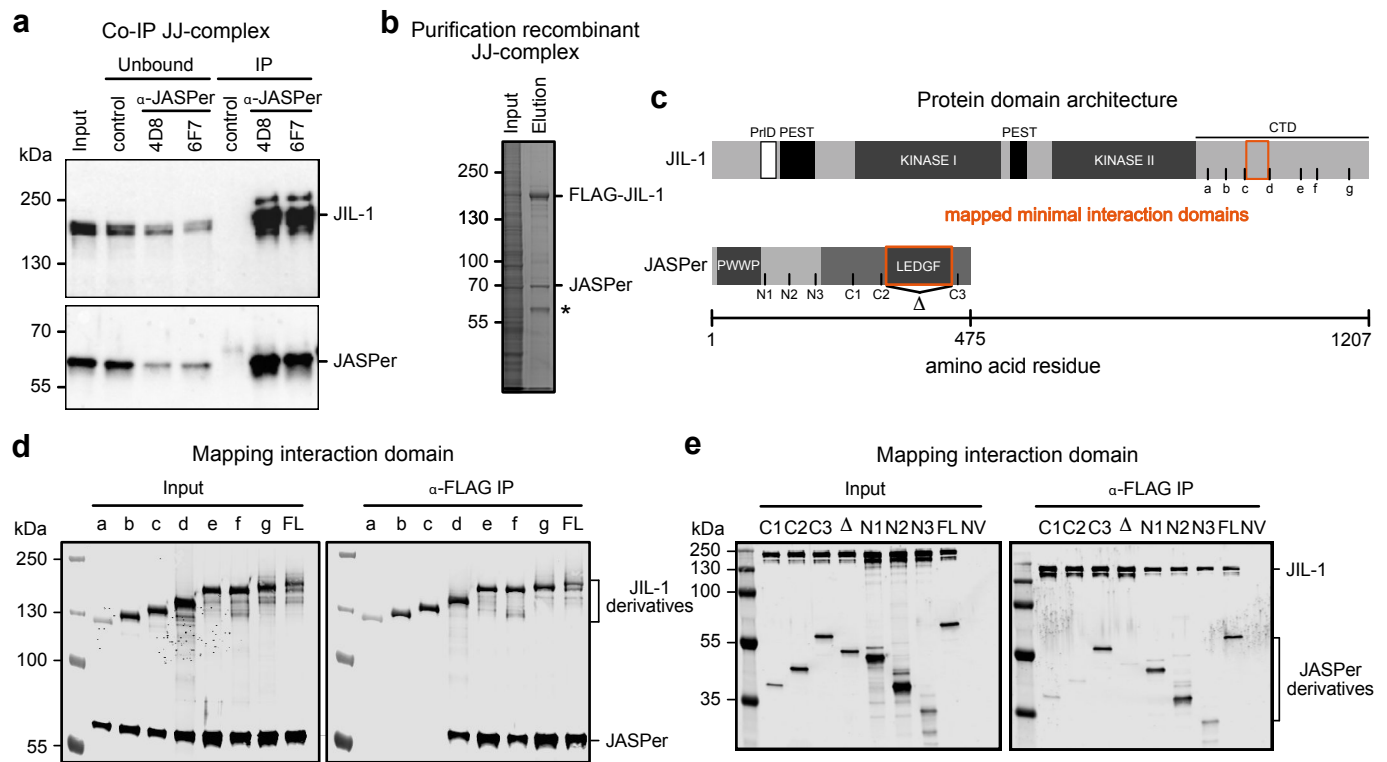 a
Co-IP JJ-complex
Unbound IP
α-JASPer α-JASPer
Input control 4D8 6F7 control 4D8 6F7
kDa
250
130
JIL-1
70
55
JASPer
b
Purification recombinant
JJ-complex
Input Elution
250
130
100
70
55
FLAG-JIL-1
JASPer
*
c
Protein domain architecture
PrlD PEST PEST CTD
JIL-1 KINASE I KINASE II
a b c d e f g
mapped minimal interaction domains
JASPer PWWP LEDGF
N1 N2 N3 C1 C2 C3
Δ
1 475 1207
amino acid residue
d
Mapping interaction domain
Input α-FLAG IP
kDa a b c d e f g FL a b c d e f g FL
250
130
100
55
JIL-1
derivatives
JASPer
e
Mapping interaction domain
Input α-FLAG IP
kDa C1 C2 C3 Δ N1 N2 N3 FL NV C1 C2 C3 Δ N1 N2 N3 FL NV
250
130
100
55
35
JIL-1
JASPer
derivatives